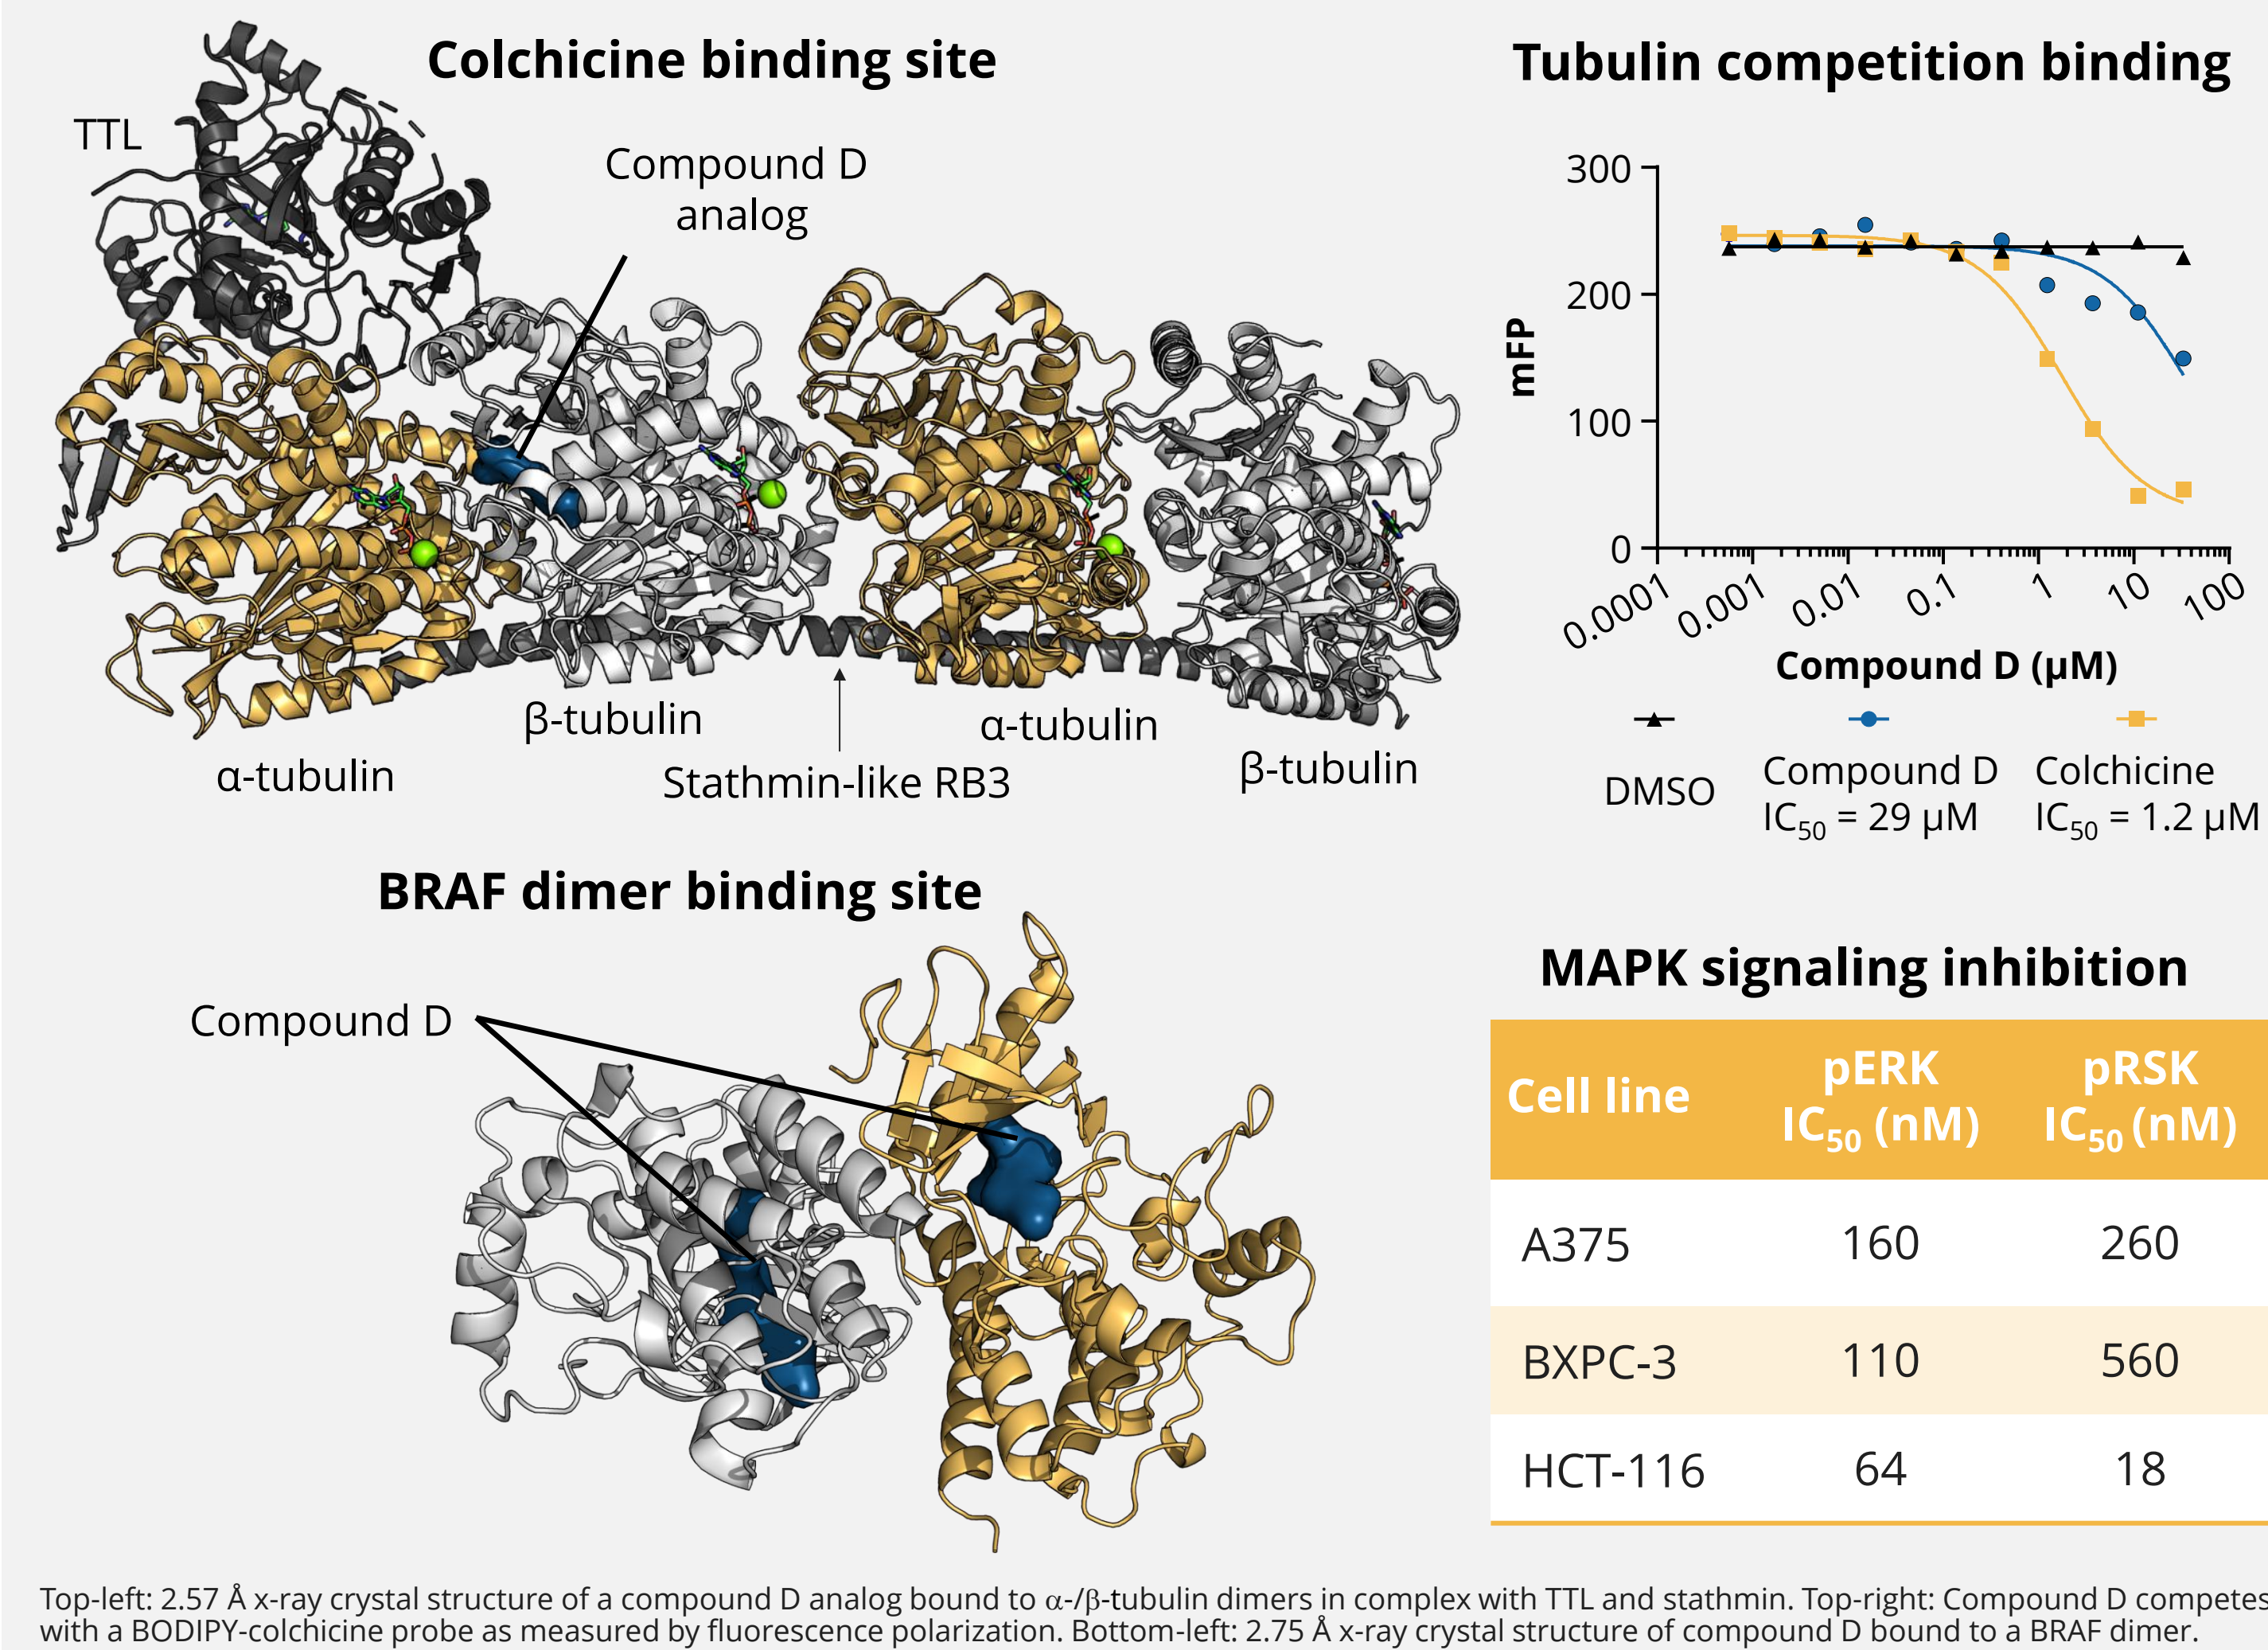 Colchicine binding site
TTL
Compound D
analog
α-tubulin
β-tubulin
Stathmin-like RB3
α-tubulin
β-tubulin
Tubulin competition binding
mFP
300
200
100
0
0.0001
0.001
0.01
0.1
1
10
100
Compound D (µM)
DMSO
Compound D
IC50 = 29 µM
Colchicine
IC50 = 1.2 µM
BRAF dimer binding site
Compound D
MAPK signaling inhibition
Cell line pERK IC50 (nM) pRSK IC50 (nM)
A375 160 260
BXPC-3 110 560
HCT-116 64 18
Top-left: 2.57 Å x-ray crystal structure of a compound D analog bound to α-/β-tubulin dimers in complex with TTL and stathmin. Top-right: Compound D competes
with a BODIPY-colchicine probe as measured by fluorescence polarization. Bottom-left: 2.75 Å x-ray crystal structure of compound D bound to a BRAF dimer.